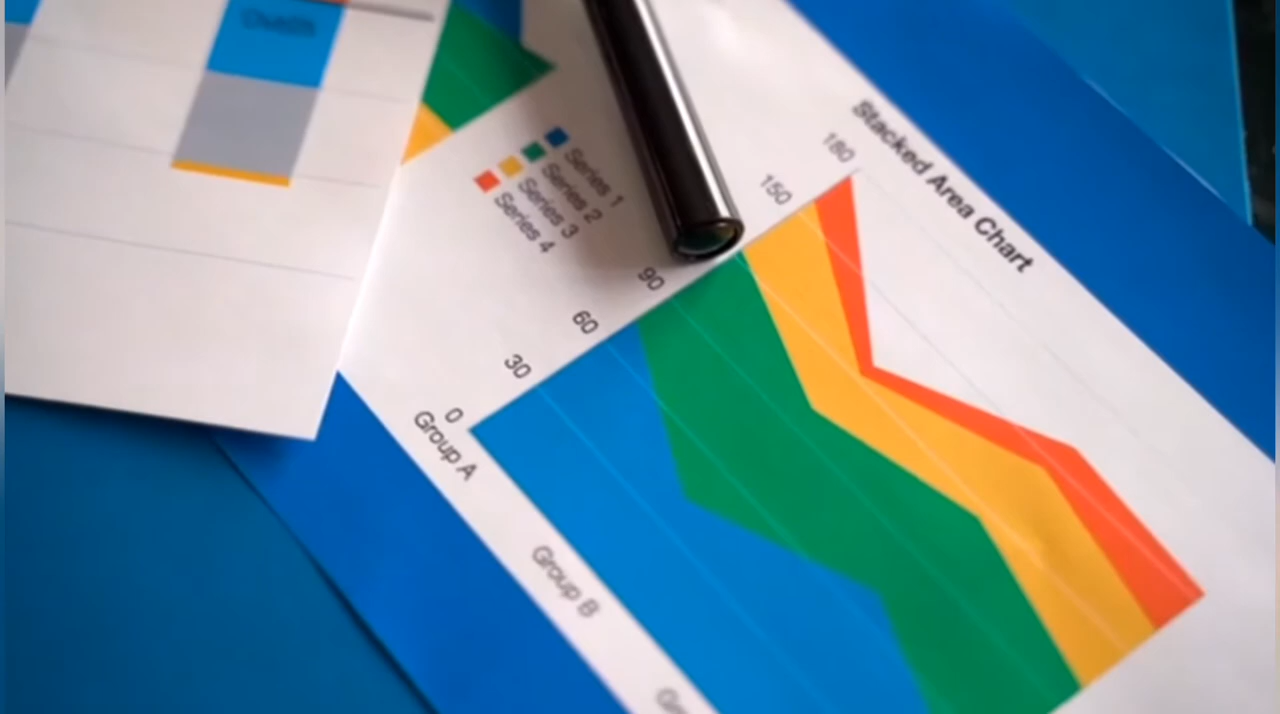 Stacked Area Chart
180
150
90
60
30
0
Group A
Group B
Series 1
Series 2
Series 3
Series 4